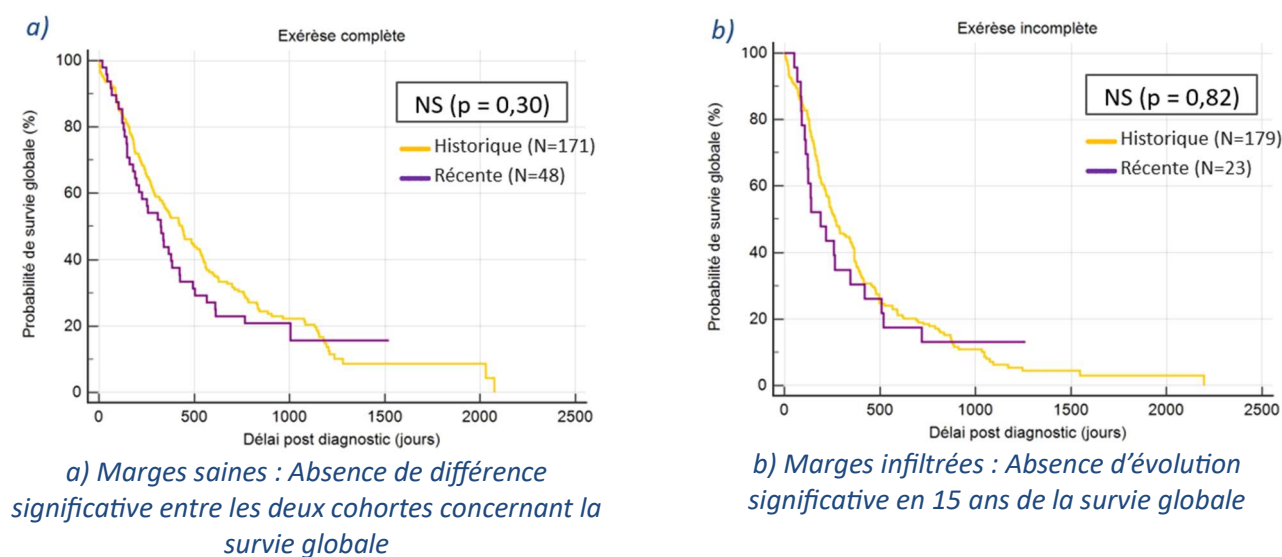 a)
Exérèse complète
Probabilité de survie globale (%)
100
80
60
40
20
0
NS (p = 0,30)
Historique (N=171)
Récente (N=48)
0 500 1000 1500 2000 2500
Délai post diagnostic (jours)
a) Marges saines : Absence de différence
significative entre les deux cohortes concernant la
survie globale
b)
Exérèse incomplète
Probabilité de survie globale (%)
100
80
60
40
20
0
NS (p = 0,82)
Historique (N=179)
Récente (N=23)
0 500 1000 1500 2000 2500
Délai post diagnostic (jours)
b) Marges infiltrées : Absence d’évolution
significative en 15 ans de la survie globale